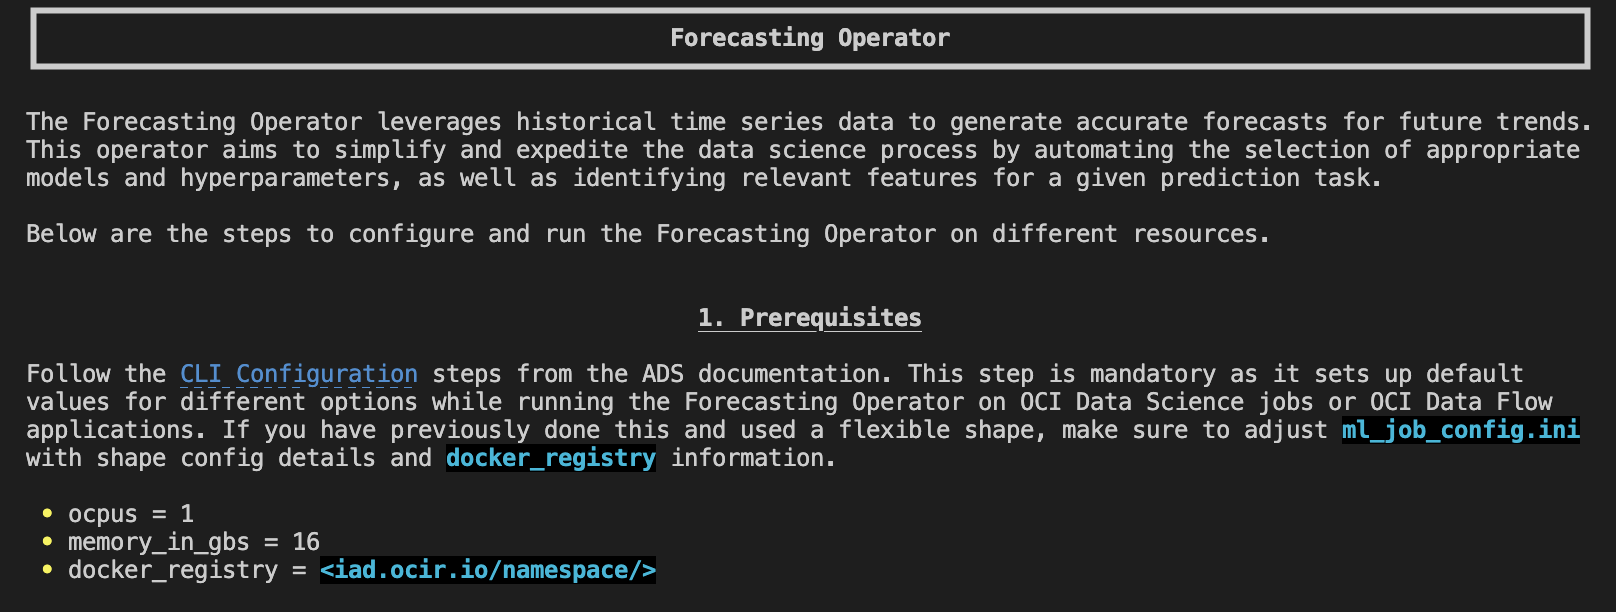 Forecasting Operator
The Forecasting Operator leverages historical time series data to generate accurate forecasts for future trends.
This operator aims to simplify and expedite the data science process by automating the selection of appropriate
models and hyperparameters, as well as identifying relevant features for a given prediction task.
Below are the steps to configure and run the Forecasting Operator on different resources.
1. Prerequisites
Follow the CLI Configuration steps from the ADS documentation. This step is mandatory as it sets up default
values for different options while running the Forecasting Operator on OCI Data Science jobs or OCI Data Flow
applications. If you have previously done this and used a flexible shape, make sure to adjust ml_job_config.ini
with shape config details and docker_registry information.
• ocpus = 1
• memory_in_gbs = 16
• docker_registry = <iad.ocir.io/namespace/>